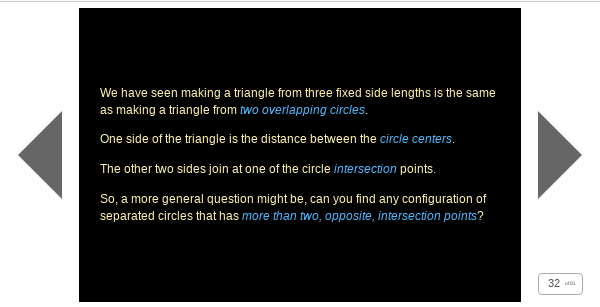 We have seen making a triangle from three fixed side lengths is the same
as making a triangle from two overlapping circles.
One side of the triangle is the distance between the circle centers.
The other two sides join at one of the circle intersection points.
So, a more general question might be, can you find any configuration of
separated circles that has more than two, opposite, intersection points?
32